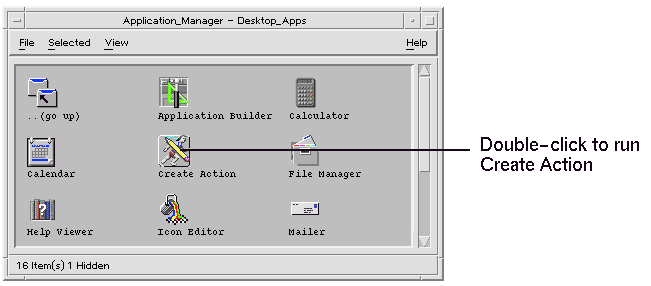 Application_Manager - Desktop_Apps
File Selected View Help
..(go up) Application Builder Calculator
Calendar Create Action File Manager
Help Viewer Icon Editor Mailer
16 Item(s) 1 Hidden
Double-click to run
Create Action